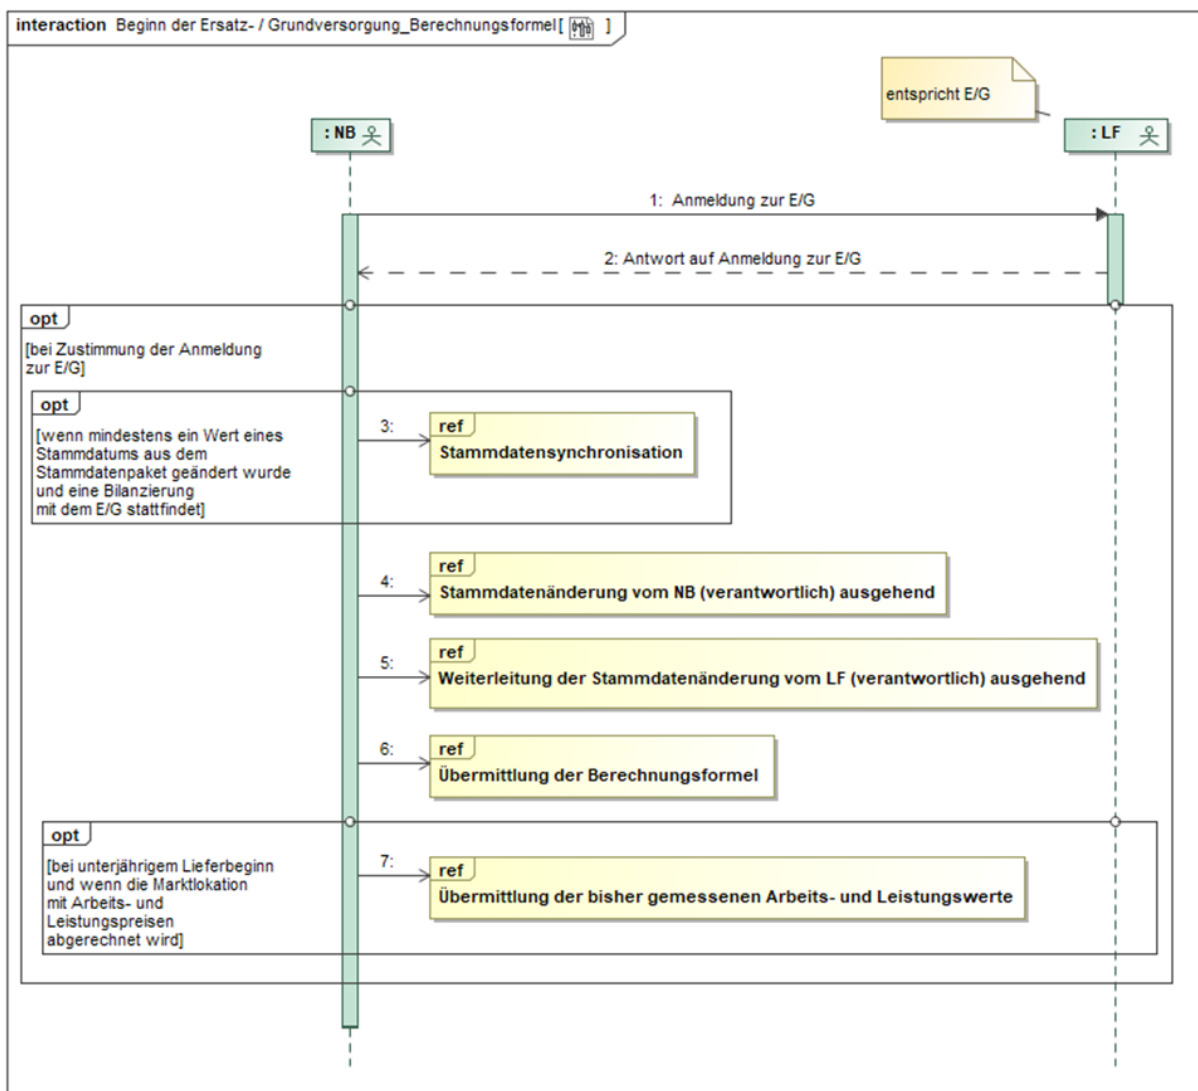 interaction Beginn der Ersatz- / Grundversorgung_Berechnungsformel[ ]
entspricht E/G
: NB
: LF
1: Anmeldung zur E/G
2: Antwort auf Anmeldung zur E/G
opt
[bei Zustimmung der Anmeldung
zur E/G]
opt
[wenn mindestens ein Wert eines
Stammdatums aus dem
Stammdatenpaket geändert wurde
und eine Bilanzierung
mit dem E/G stattfindet]
3:
ref
Stammdatensynchronisation
4:
ref
Stammdatenänderung vom NB (verantwortlich) ausgehend
5:
ref
Weiterleitung der Stammdatenänderung vom LF (verantwortlich) ausgehend
6:
ref
Übermittlung der Berechnungsformel
opt
[bei unterjährigem Lieferbeginn
und wenn die Marktlokation
mit Arbeits- und
Leistungspreisen
abgerechnet wird]
7:
ref
Übermittlung der bisher gemessenen Arbeits- und Leistungswerte